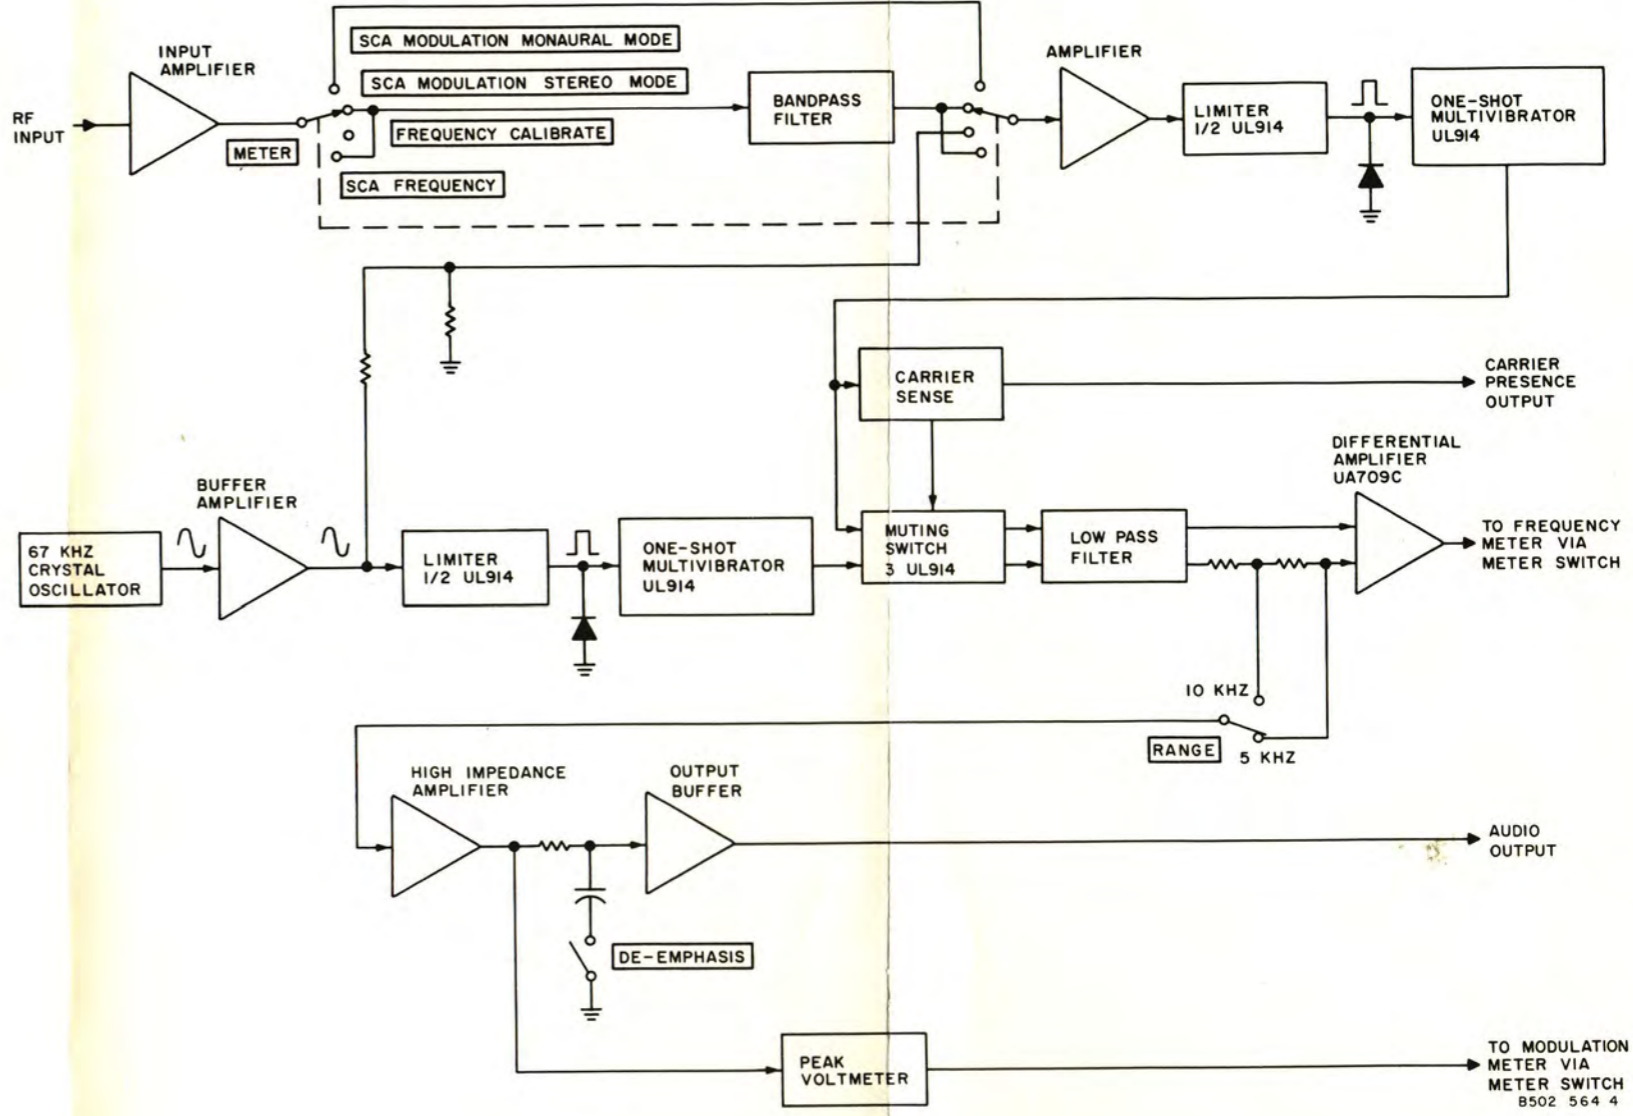 INPUT
AMPLIFIER
RF
INPUT
METER
SCA MODULATION MONAURAL MODE
SCA MODULATION STEREO MODE
FREQUENCY CALIBRATE
SCA FREQUENCY
BANDPASS
FILTER
AMPLIFIER
LIMITER
1/2 UL914
ONE-SHOT
MULTIVIBRATOR
UL914
CARRIER
SENSE
CARRIER
PRESENCE
OUTPUT
67 KHZ
CRYSTAL
OSCILLATOR
BUFFER
AMPLIFIER
LIMITER
1/2 UL914
ONE-SHOT
MULTIVIBRATOR
UL914
MUTING
SWITCH
3 UL914
LOW PASS
FILTER
DIFFERENTIAL
AMPLIFIER
UA709C
TO FREQUENCY
METER VIA
METER SWITCH
10 KHZ
RANGE
5 KHZ
HIGH IMPEDANCE
AMPLIFIER
OUTPUT
BUFFER
AUDIO
OUTPUT
DE-EMPHASIS
PEAK
VOLTMETER
TO MODULATION
METER VIA
METER SWITCH
B502 564 4